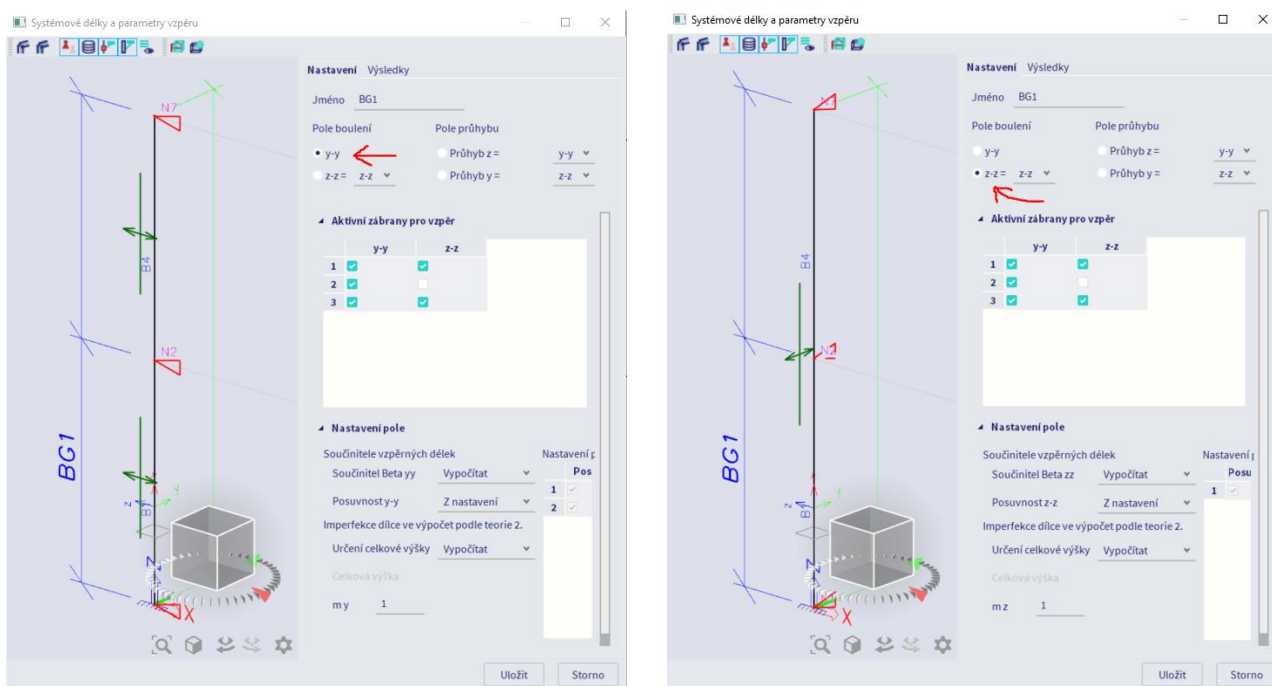 Systémové délky a parametry vzpěru
Nastavení Výsledky
Jméno BG1
Pole boulení Pole průhybu
y-y Průhyb z = y-y
z-z = z-z Průhyb y = z-z
Aktivní zábrany pro vzpěr
y-y z-z
1
2
3
Nastavení pole
Součinitele vzpěrných délek Nastavení p
Součinitel Beta yy Vypočítat Pos
1
Posuvnost y-y Z nastavení
2
Imperfekce dílce ve výpočet podle teorie 2.
Určení celkové výšky Vypočítat
Celková výška
m y 1
N7
B4
N2
BG1
z
Y
Z
X
Uložit Storno
Systémové délky a parametry vzpěru
Nastavení Výsledky
Jméno BG1
Pole boulení Pole průhybu
y-y Průhyb z = y-y
z-z = z-z Průhyb y = z-z
Aktivní zábrany pro vzpěr
y-y z-z
1
2
3
Nastavení pole
Součinitele vzpěrných délek Nastavení
Součinitel Beta zz Vypočítat Posu
1
Posuvnost z-z Z nastavení
Imperfekce dílce ve výpočet podle teorie 2.
Určení celkové výšky Vypočítat
Celková výška
m z 1
B4
BG1
z
Y
Z
X
Uložit Storno